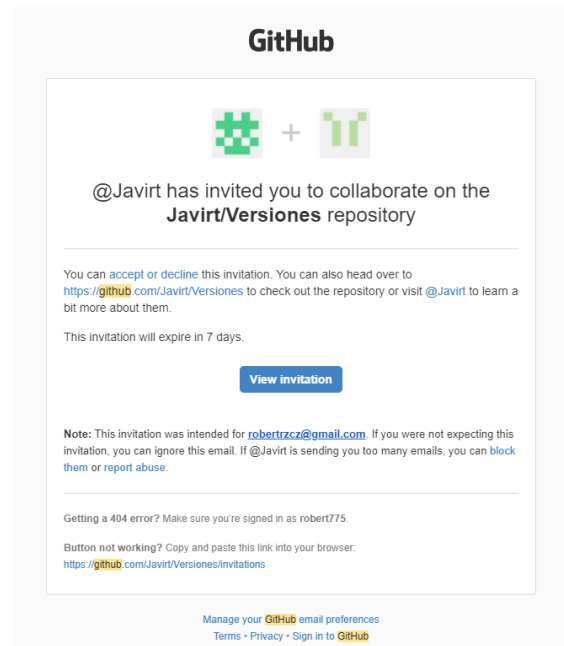 GitHub
@Javirt has invited you to collaborate on the
Javirt/Versiones repository
You can accept or decline this invitation. You can also head over to
https://github.com/Javirt/Versiones to check out the repository or visit @Javirt to learn a
bit more about them.
This invitation will expire in 7 days.
View invitation
Note: This invitation was intended for robertrzcz@gmail.com. If you were not expecting this
invitation, you can ignore this email. If @Javirt is sending you too many emails, you can block
them or report abuse.
Getting a 404 error? Make sure you're signed in as robert775.
Button not working? Copy and paste this link into your browser:
https://github.com/Javirt/Versiones/invitations
Manage your GitHub email preferences
Terms • Privacy • Sign in to GitHub